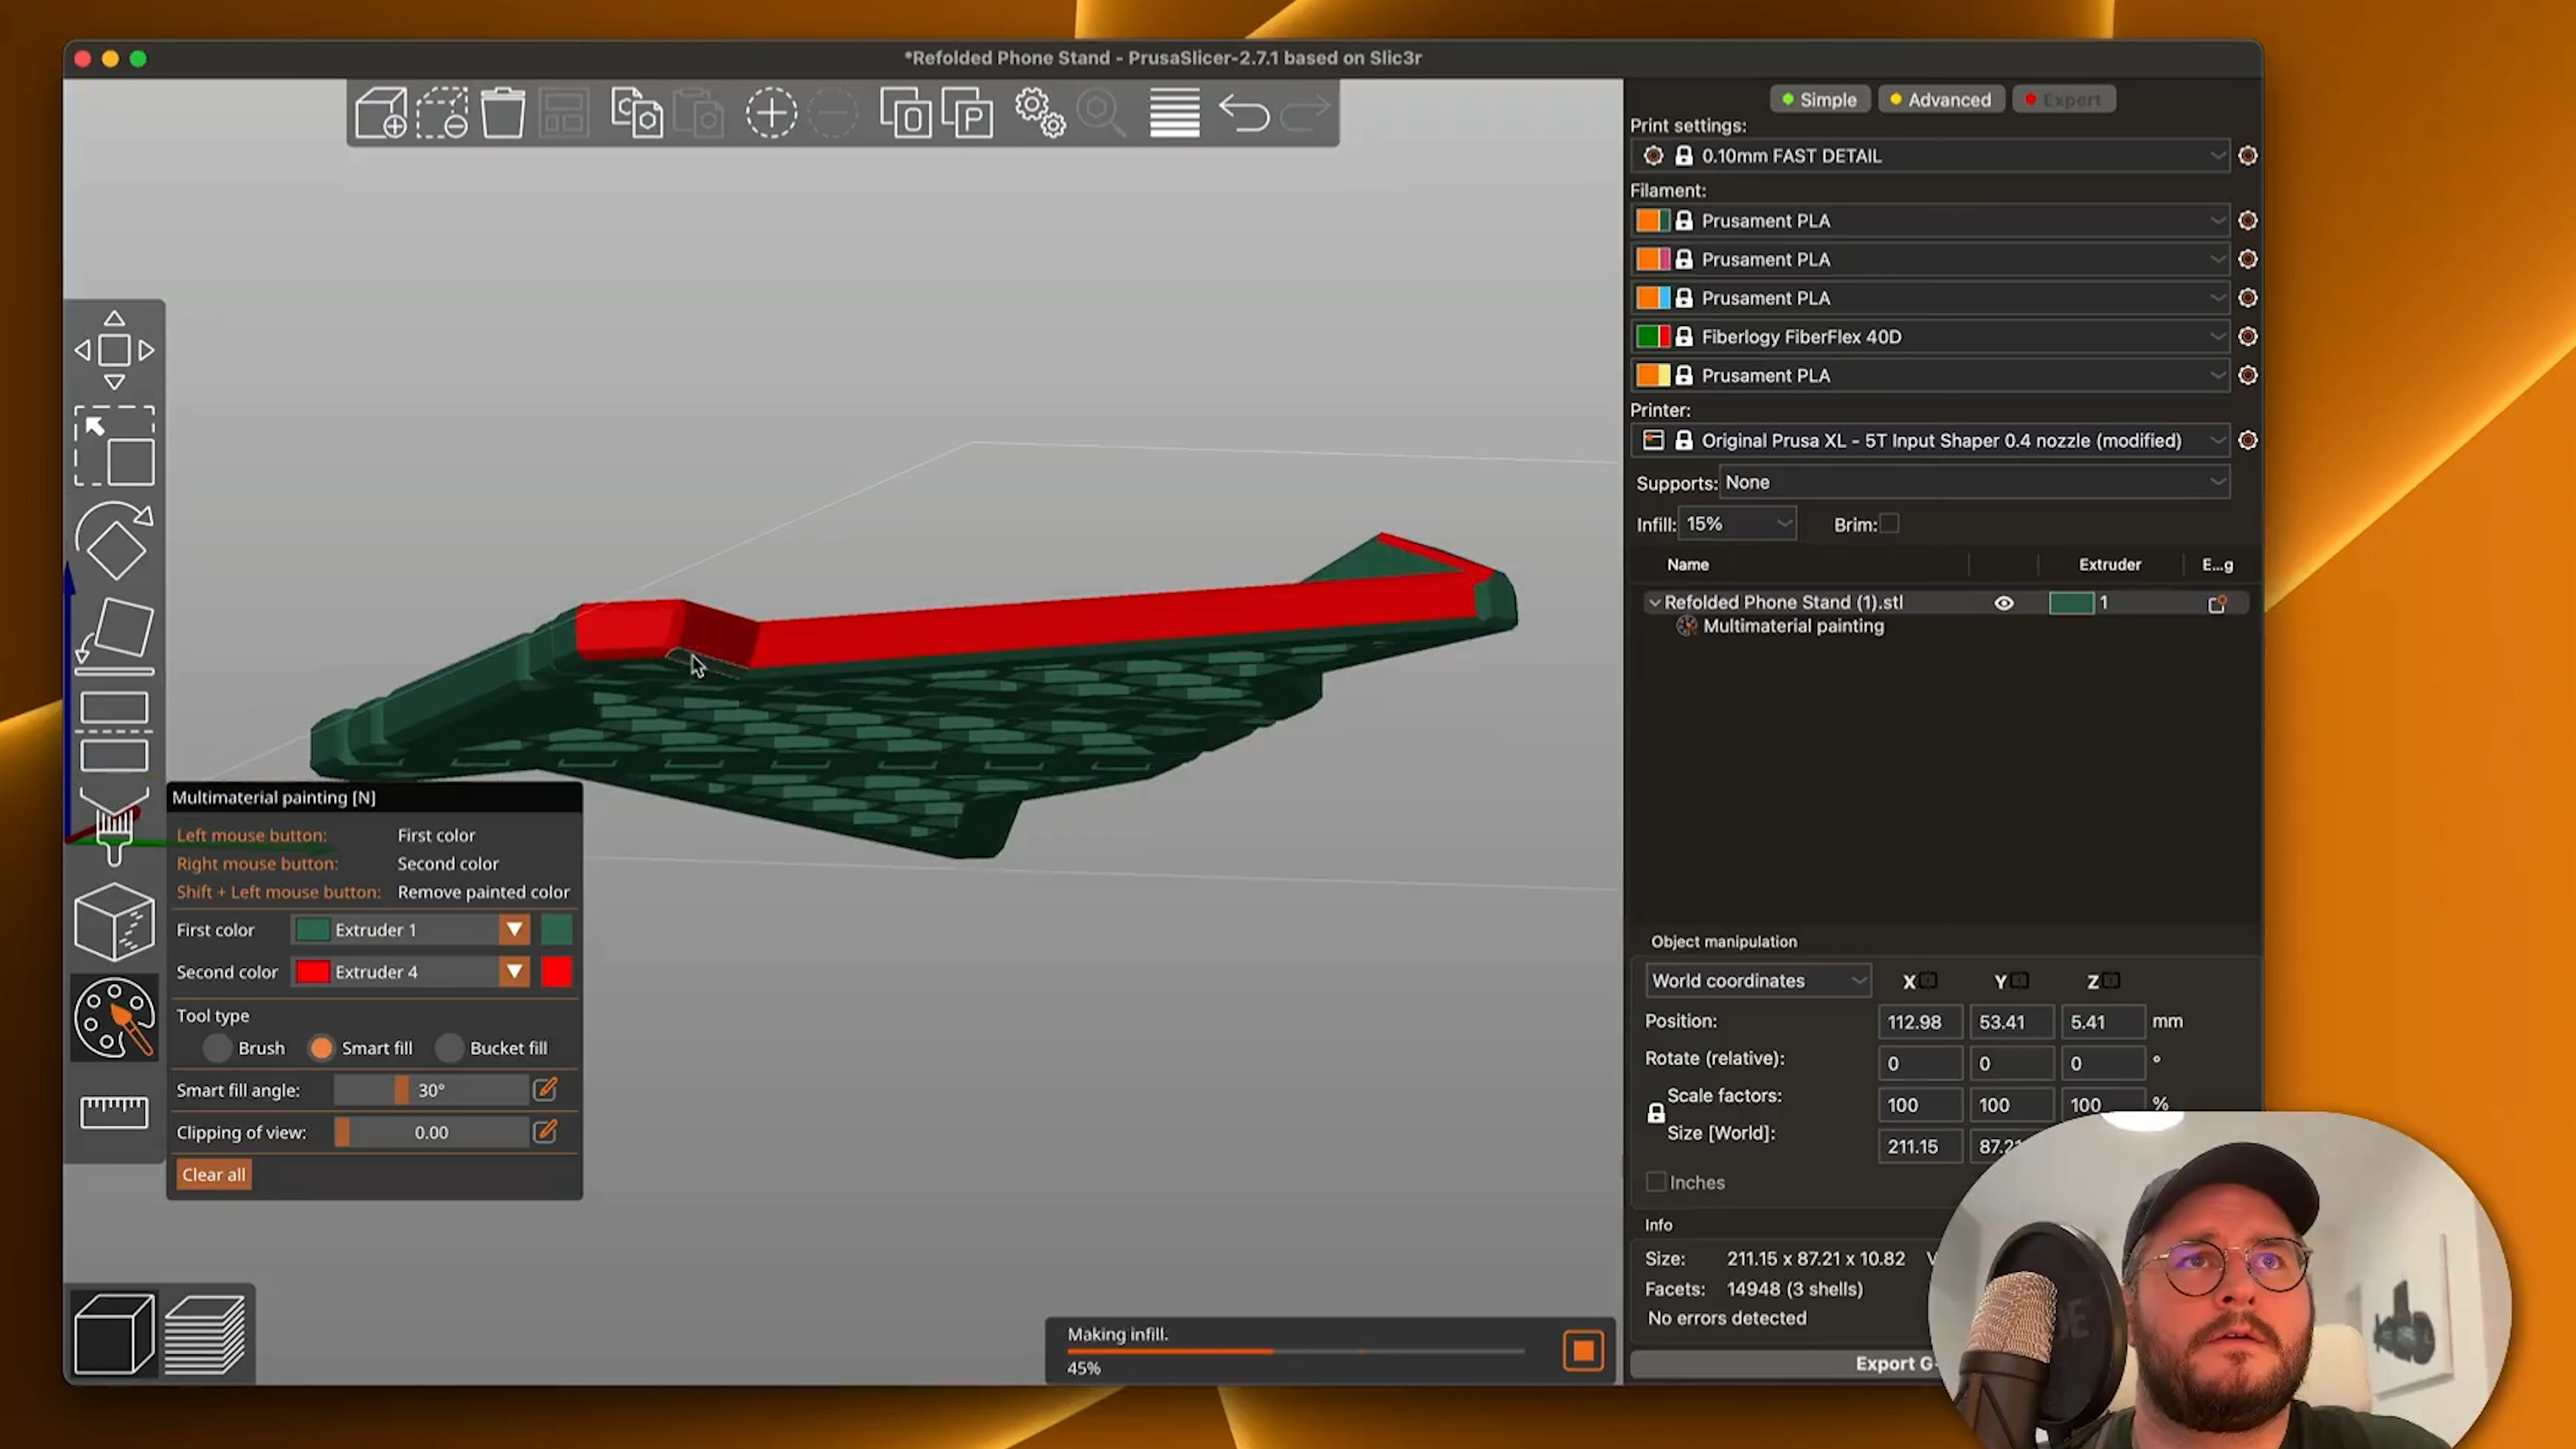 *Refolded Phone Stand - PrusaSlicer-2.7.1 based on Slic3r
Simple
Advanced
Expert
Print settings:
0.10mm FAST DETAIL
Filament:
Prusament PLA
Prusament PLA
Prusament PLA
Fiberlogy FiberFlex 40D
Prusament PLA
Printer:
Original Prusa XL - 5T Input Shaper 0.4 nozzle (modified)
Supports: None
Infill: 15% Brim:
Name Extruder E...g
Refolded Phone Stand (1).stl 1
Multimaterial painting
Multimaterial painting [N]
Left mouse button: First color
Right mouse button: Second color
Shift + Left mouse button: Remove painted color
First color Extruder 1
Second color Extruder 4
Tool type
Brush Smart fill Bucket fill
Smart fill angle: 30°
Clipping of view: 0.00
Clear all
Making infill.
45%
Object manipulation
World coordinates X Y Z
Position: 112.98 53.41 5.41 mm
Rotate (relative): 0 0 0 °
Scale factors: 100 100 100 %
Size [World]: 211.15
Inches
Info
Size: 211.15 x 87.21 x 10.82
Facets: 14948 (3 shells)
No errors detected
Export G-